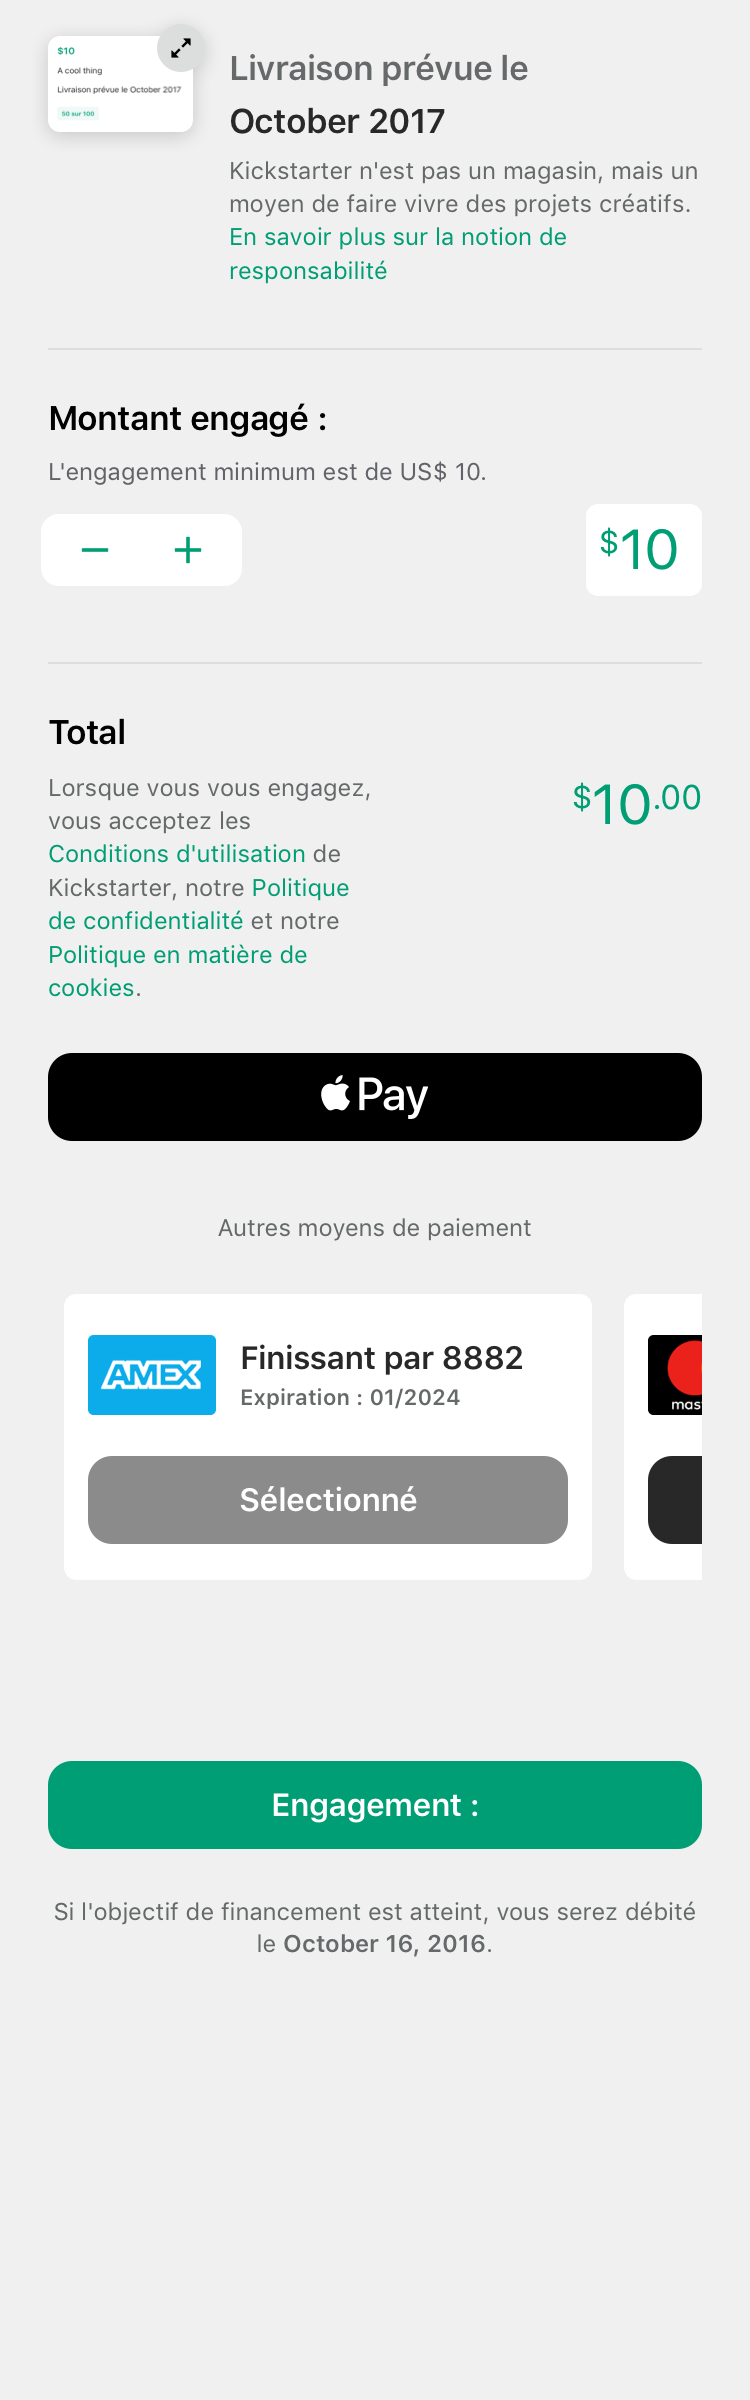 $10
A cool thing
Livraison prévue le October 2017
50 sur 100
Livraison prévue le
October 2017
Kickstarter n'est pas un magasin, mais un
moyen de faire vivre des projets créatifs.
En savoir plus sur la notion de
responsabilité
Montant engagé :
L'engagement minimum est de US$ 10.
− +
$10
Total
Lorsque vous vous engagez,
vous acceptez les
Conditions d'utilisation de
Kickstarter, notre Politique
de confidentialité et notre
Politique en matière de
cookies.
$10.00
Pay
Autres moyens de paiement
AMEX
Finissant par 8882
Expiration : 01/2024
Sélectionné
mas
Engagement :
Si l'objectif de financement est atteint, vous serez débité
le October 16, 2016.